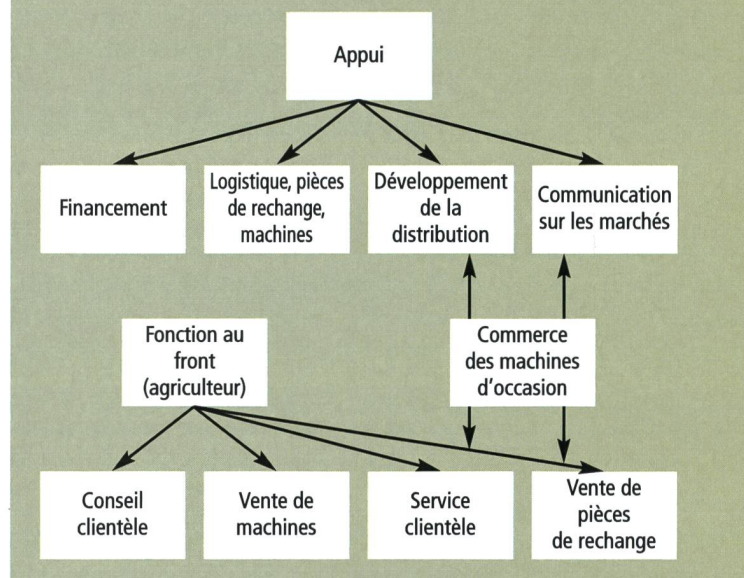 Appui
Financement
Logistique, pièces
de rechange,
machines
Développement
de la
distribution
Communication
sur les marchés
Fonction au
front
(agriculteur)
Commerce
des machines
d'occasion
Conseil
clientèle
Vente de
machines
Service
clientèle
Vente de
pièces
de rechange